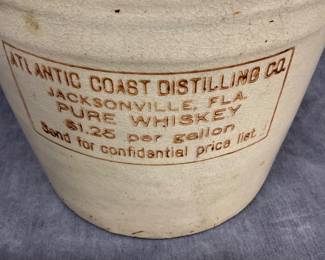 ATLANTIC COAST DISTILLING CO.
JACKSONVILLE, FLA.
PURE WHISKEY
$1.25 per gallon
Send for confidential price list.